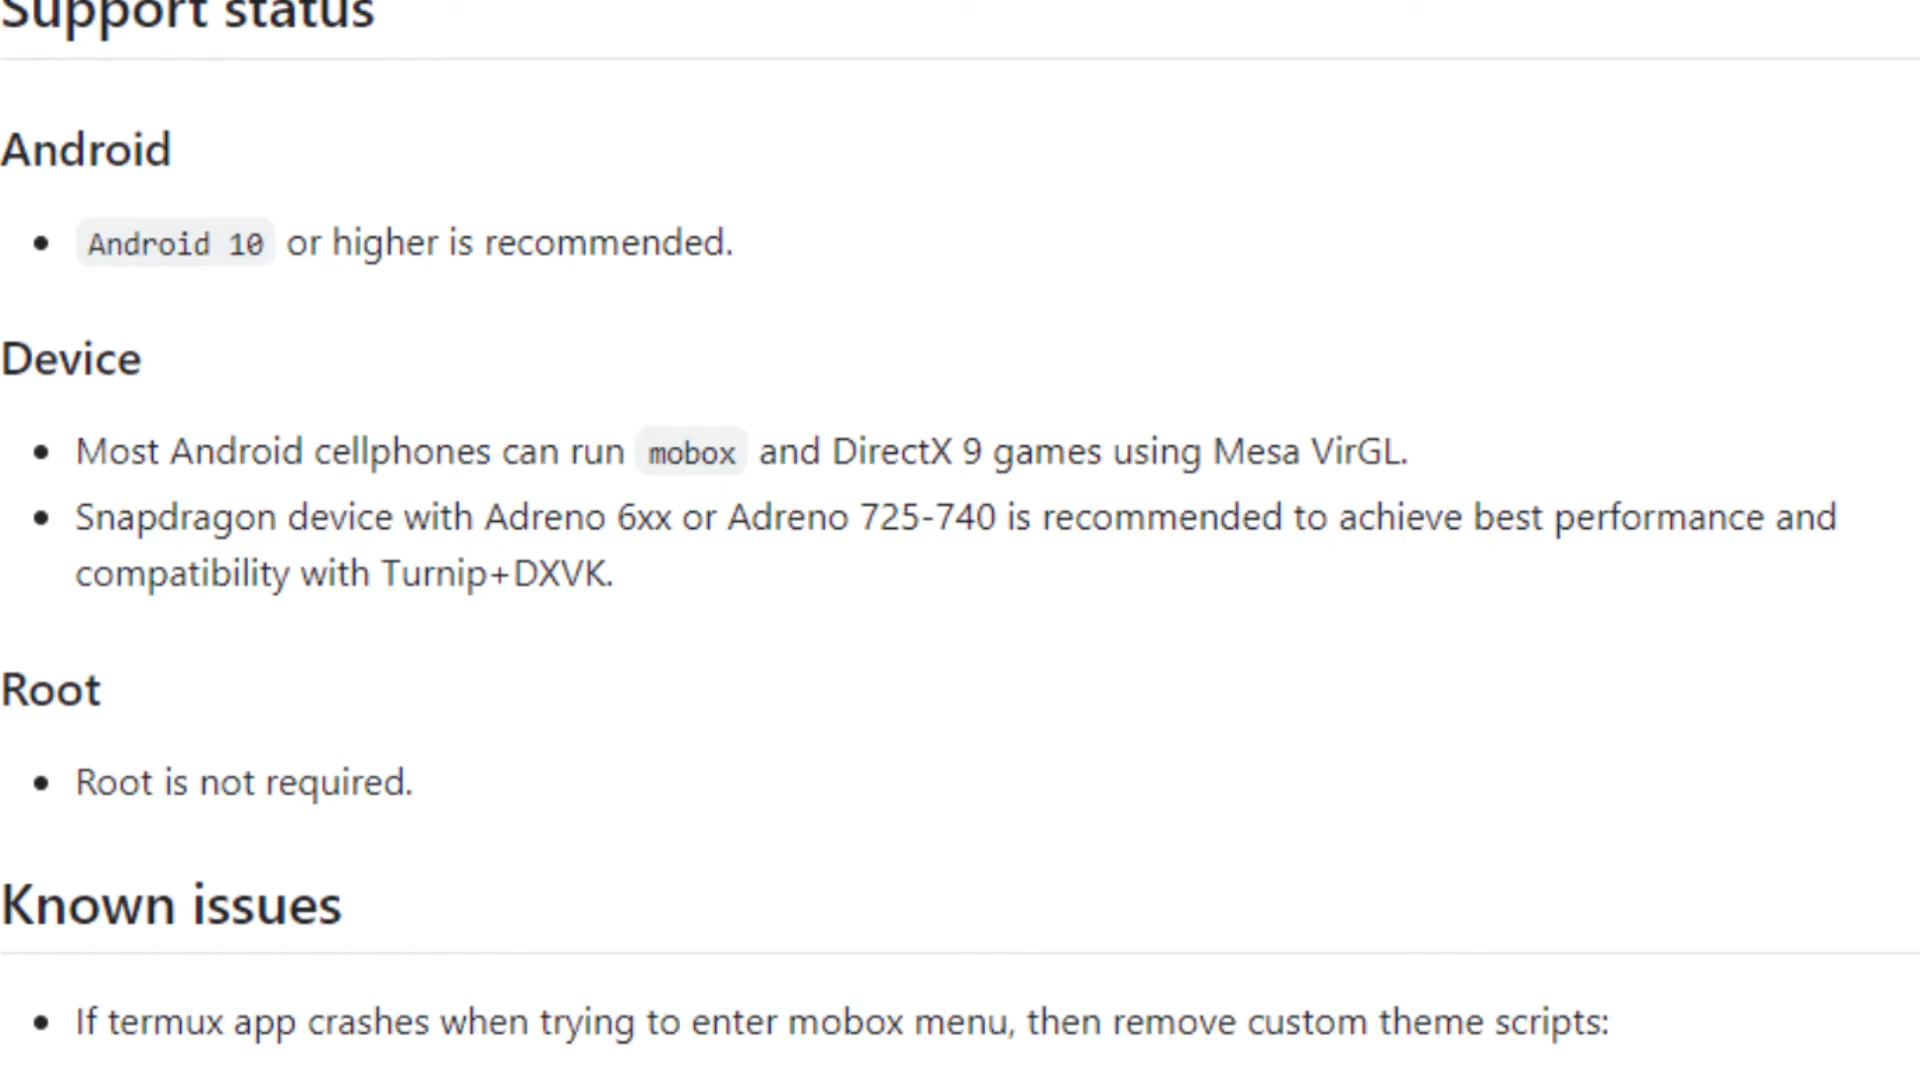 Support status
Android
Android 10 or higher is recommended.
Device
Most Android cellphones can run mobox and DirectX 9 games using Mesa VirGL.
Snapdragon device with Adreno 6xx or Adreno 725-740 is recommended to achieve best performance and
compatibility with Turnip+DXVK.
Root
Root is not required.
Known issues
If termux app crashes when trying to enter mobox menu, then remove custom theme scripts: